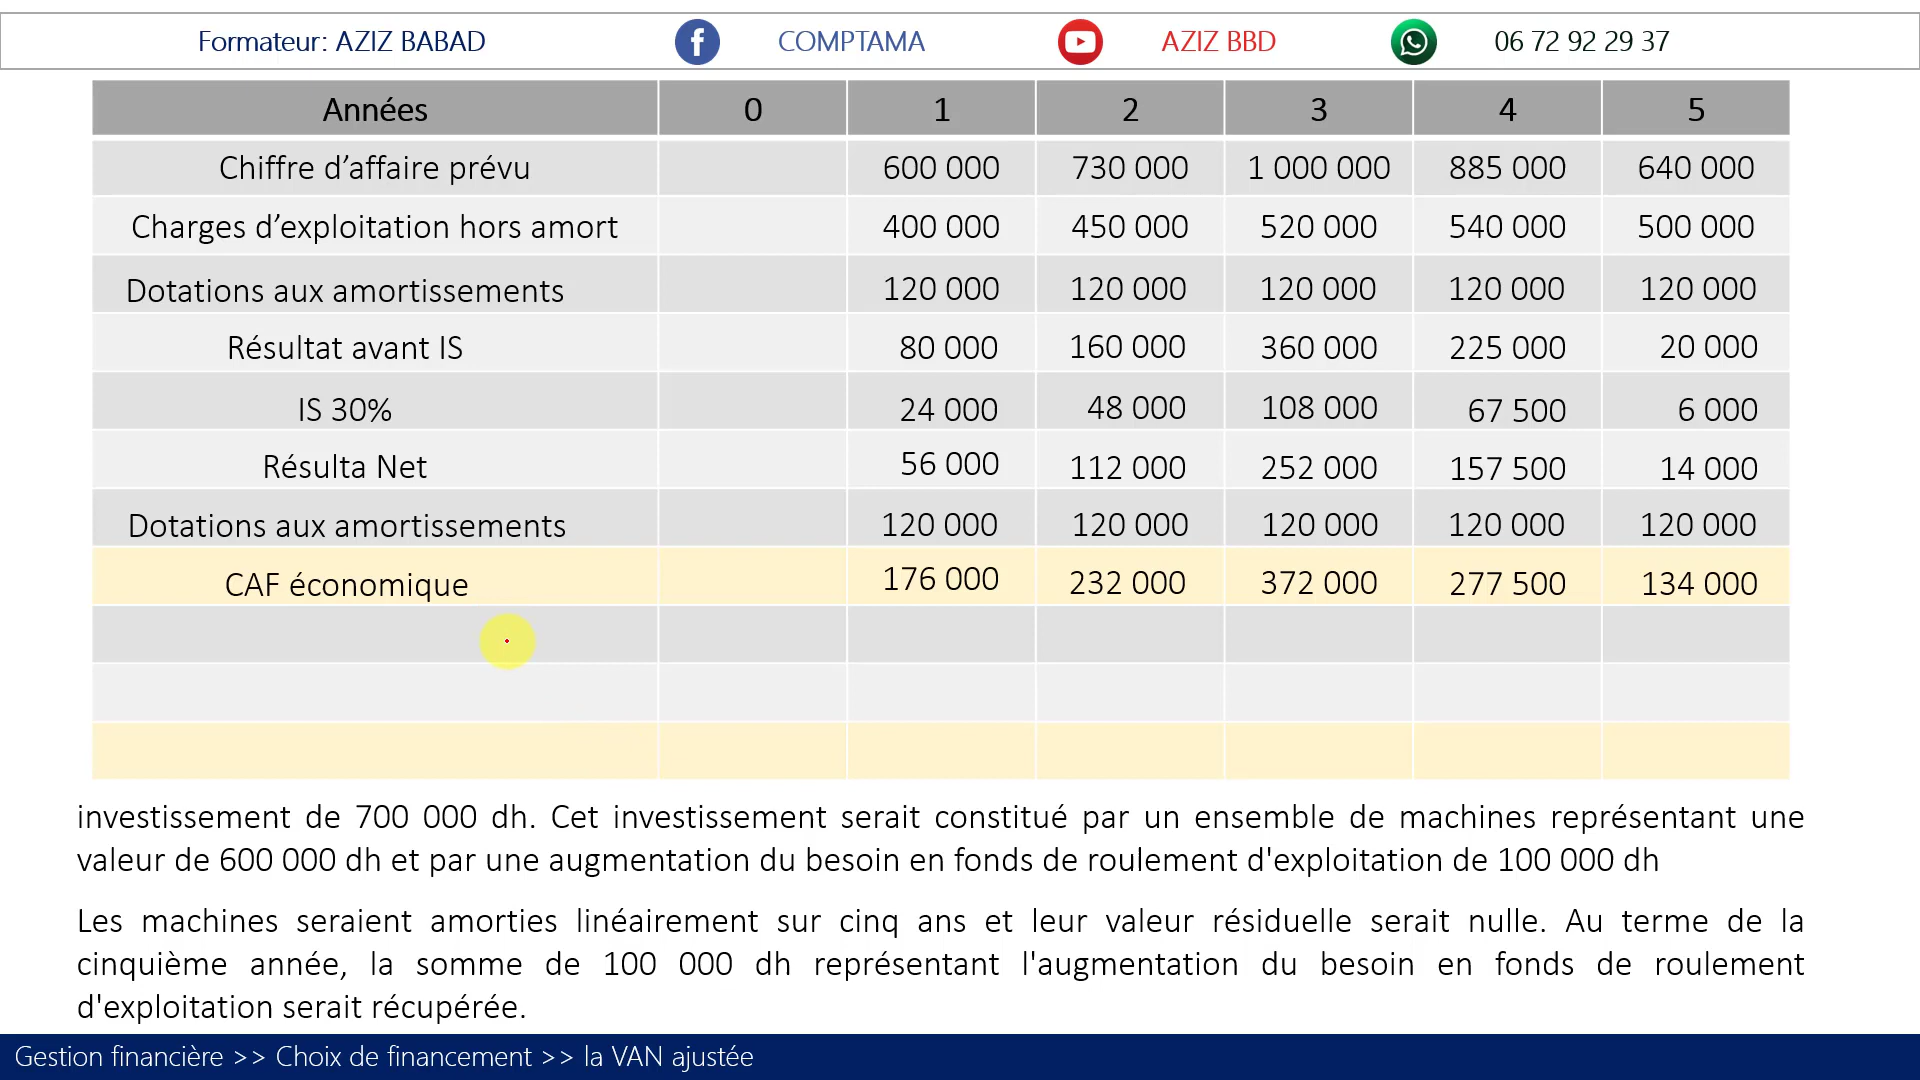 Formateur: AZIZ BABAD COMPTAMA AZIZ BBD 06 72 92 29 37
Années 0 1 2 3 4 5
Chiffre d’affaire prévu 600 000 730 000 1 000 000 885 000 640 000
Charges d’exploitation hors amort 400 000 450 000 520 000 540 000 500 000
Dotations aux amortissements 120 000 120 000 120 000 120 000 120 000
Résultat avant IS 80 000 160 000 360 000 225 000 20 000
IS 30% 24 000 48 000 108 000 67 500 6 000
Résulta Net 56 000 112 000 252 000 157 500 14 000
Dotations aux amortissements 120 000 120 000 120 000 120 000 120 000
CAF économique 176 000 232 000 372 000 277 500 134 000
investissement de 700 000 dh. Cet investissement serait constitué par un ensemble de machines représentant une
valeur de 600 000 dh et par une augmentation du besoin en fonds de roulement d'exploitation de 100 000 dh
Les machines seraient amorties linéairement sur cinq ans et leur valeur résiduelle serait nulle. Au terme de la
cinquième année, la somme de 100 000 dh représentant l'augmentation du besoin en fonds de roulement
d'exploitation serait récupérée.
Gestion financière >> Choix de financement >> la VAN ajustée